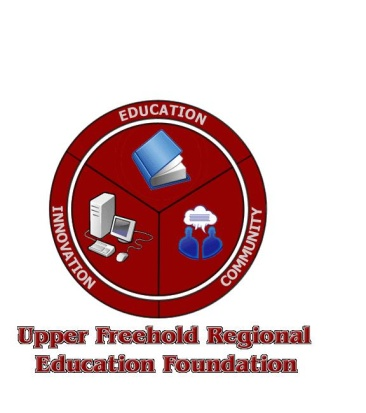 EDUCATION
INNOVATION
COMMUNITY
Upper Freehold Regional
Education Foundation